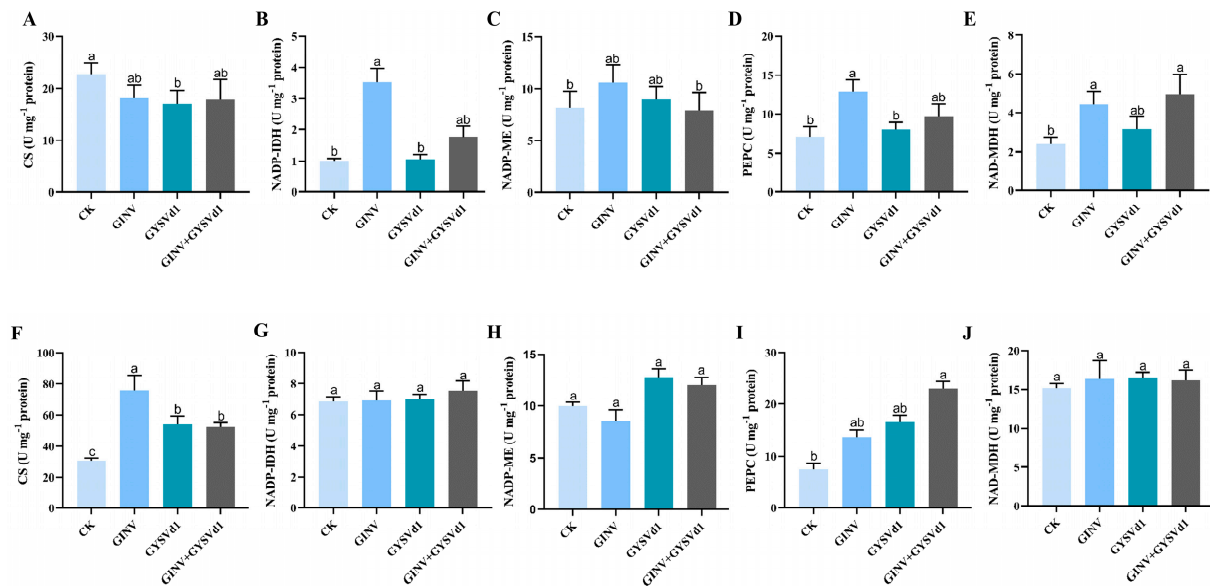 A
CS (U mg⁻¹ protein)
30
20
10
0
a
ab
b
ab
CK
GINV
GYSVd1
GINV+GYSVd1
B
NADP-IDH (U mg⁻¹ protein)
5
4
3
2
1
0
b
a
b
ab
CK
GINV
GYSVd1
GINV+GYSVd1
C
NADP-ME (U mg⁻¹ protein)
15
10
5
0
b
ab
ab
b
CK
GINV
GYSVd1
GINV+GYSVd1
D
PEPC (U mg⁻¹ protein)
20
15
10
5
0
b
a
b
ab
CK
GINV
GYSVd1
GINV+GYSVd1
E
NAD-MDH (U mg⁻¹ protein)
8
6
4
2
0
b
a
ab
a
CK
GINV
GYSVd1
GINV+GYSVd1
F
CS (U mg⁻¹ protein)
100
80
60
40
20
0
c
a
b
b
CK
GINV
GYSVd1
GINV+GYSVd1
G
NADP-IDH (U mg⁻¹ protein)
10
8
6
4
2
0
a
a
a
a
CK
GINV
GYSVd1
GINV+GYSVd1
H
NADP-ME (U mg⁻¹ protein)
15
10
5
0
ab
ab
a
a
CK
GINV
GYSVd1
GINV+GYSVd1
I
PEPC (U mg⁻¹ protein)
30
20
10
0
b
ab
ab
a
CK
GINV
GYSVd1
GINV+GYSVd1
J
NAD-MDH (U mg⁻¹ protein)
20
15
10
5
0
a
a
a
a
CK
GINV
GYSVd1
GINV+GYSVd1